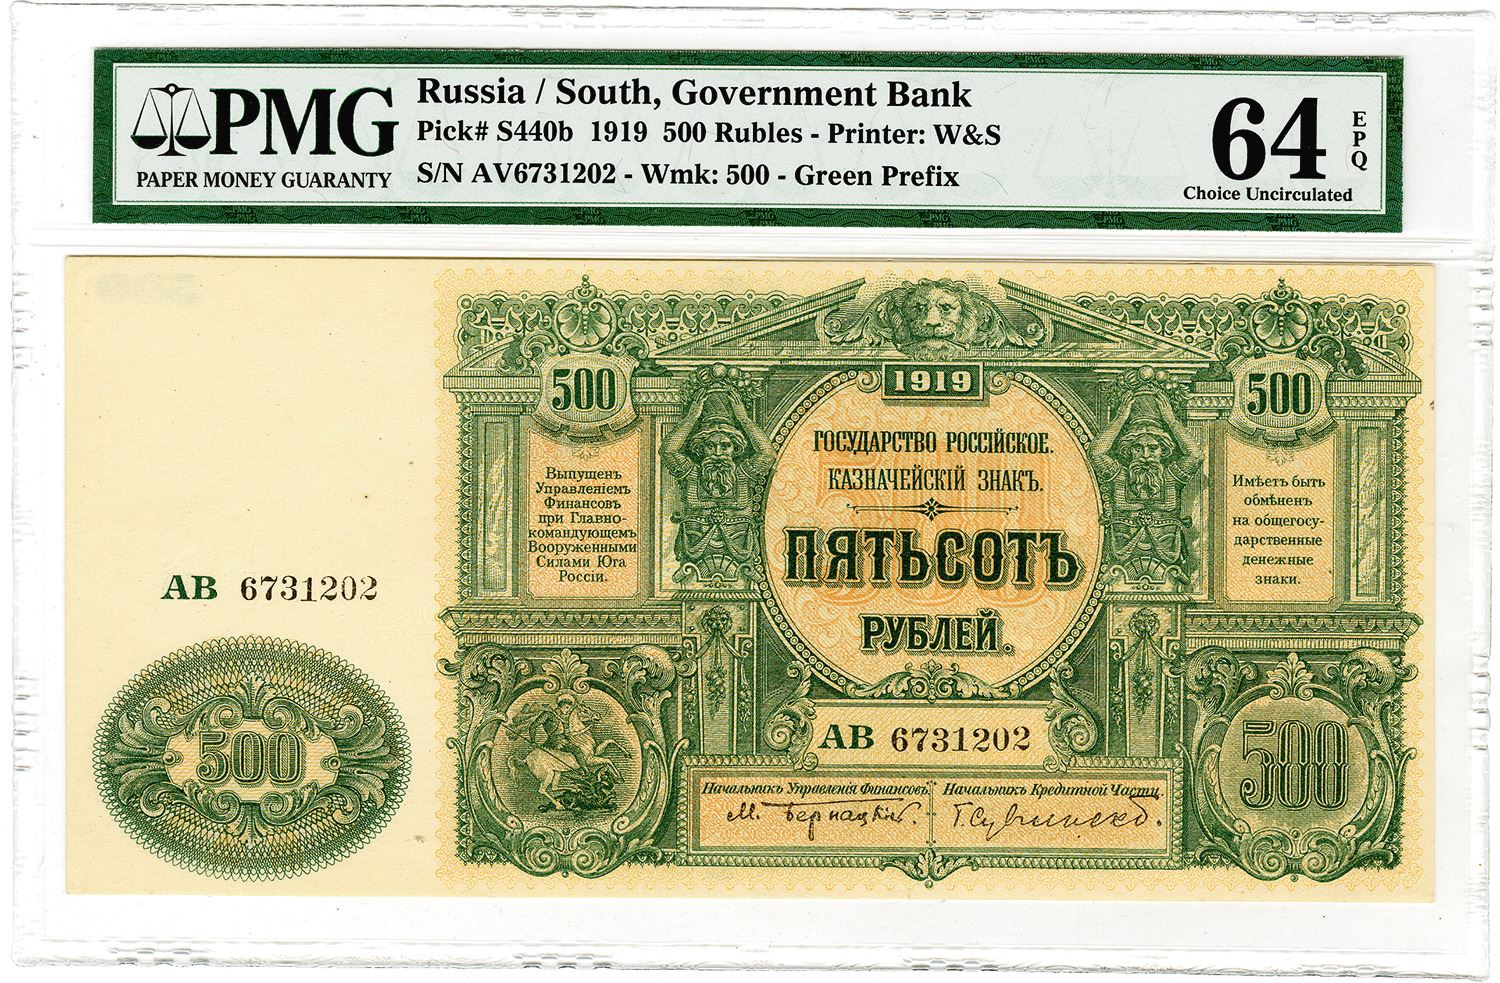 PMG
PAPER MONEY GUARANTY
Russia / South, Government Bank
Pick# S440b 1919 500 Rubles - Printer: W&S
S/N AV6731202 - Wmk: 500 - Green Prefix
64
EPQ
Choice Uncirculated
500
1919
500
ГОСУДАРСТВО РОССІЙСКОЕ.
КАЗНАЧЕЙСКІЙ ЗНАКЪ.
ПЯТЬСОТЪ
РУБЛЕЙ.
Выпущенъ
Управленіемъ
Финансовъ
при Главно-
командующемъ
Вооруженными
Силами Юга
Россіи.
Имѣетъ быть
обмѣненъ
на общегосу-
дарственные
денежные
знаки.
АВ 6731202
500
АВ 6731202
500
Начальникъ Управленія Финансовъ
М. Бернацкій.
Начальникъ Кредитной Части.